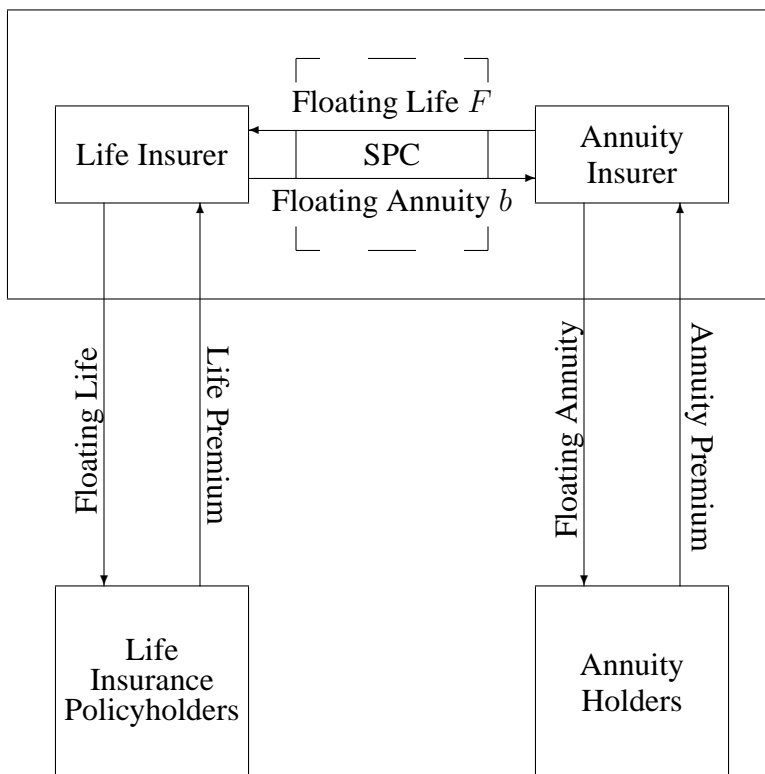 Floating Life F
Life Insurer
SPC
Annuity
Insurer
Floating Annuity b
Floating Life
Life Premium
Floating Annuity
Annuity Premium
Life
Insurance
Policyholders
Annuity
Holders